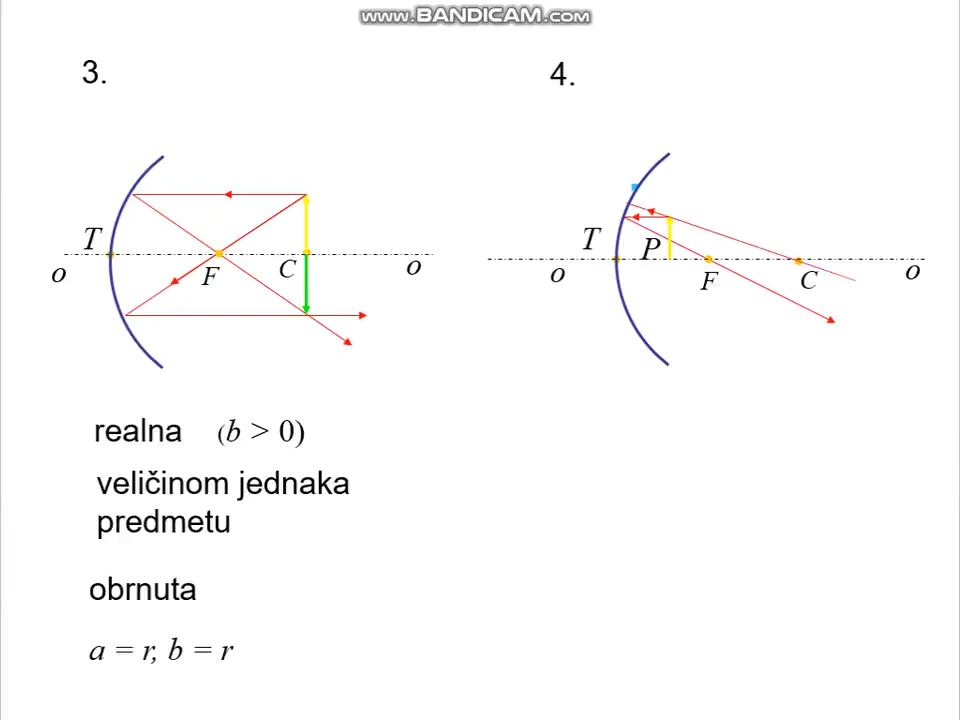 www.BANDICAM.com
3.
4.
T
F
C
o
o
T
P
F
C
o
o
realna (b > 0)
veličinom jednaka
predmetu
obrnuta
a = r, b = r